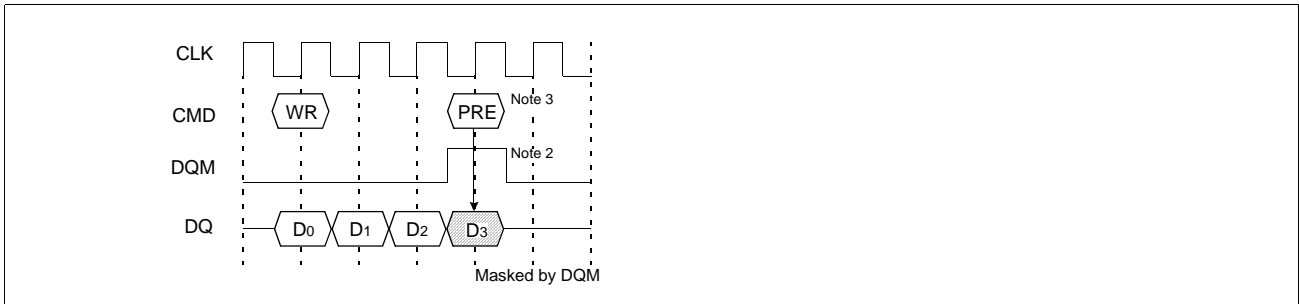 CLK
CMD WR PRE Note 3
DQM Note 2
DQ D0 D1 D2 D3
Masked by DQM